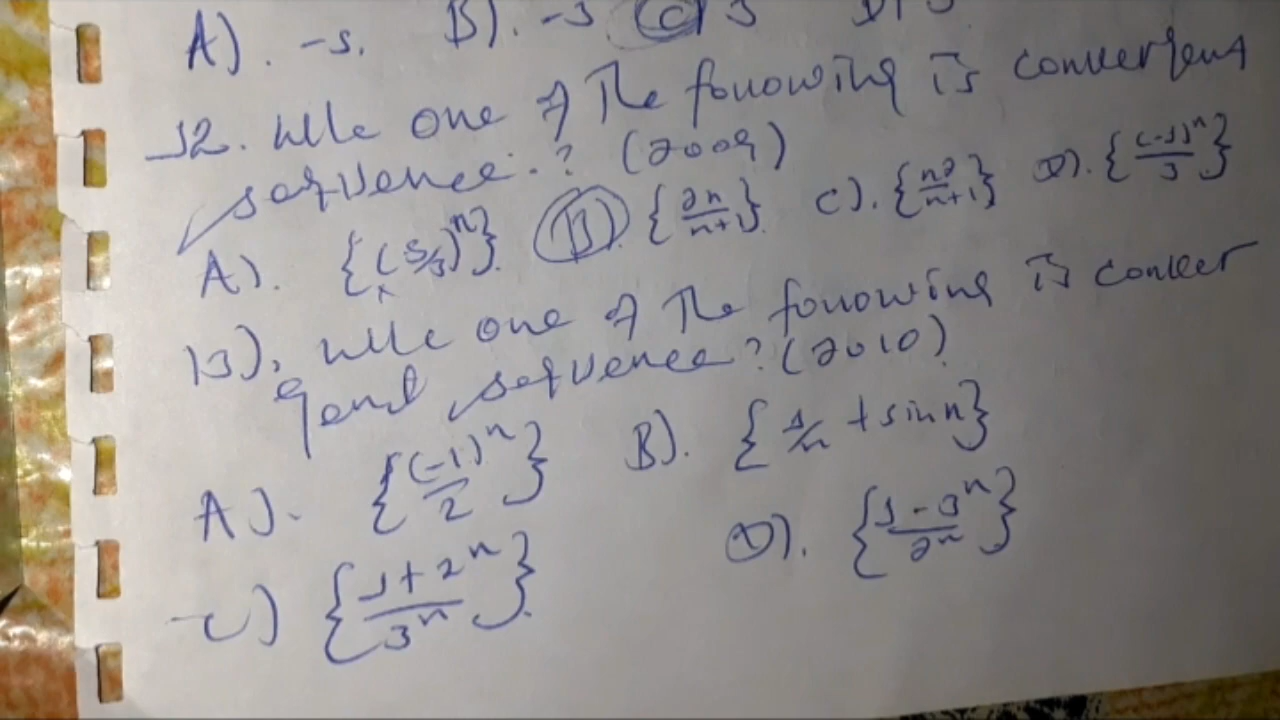 A). -5. B). -3 C) 3 D) 5
12. w/c one of The following is convergent
sequence.? (2009)
A). {(5/3)^n}. B). {2n/n+1}. C). {n2/n+1} D). {(-1)^n/3}
13). w/c one of The following is conver
gent sequence? (2010)
A). {(-1)^n/2} B). {1/n + sin n}
C) {1+2^n/3^n}. D). {1-3^n/2^n}